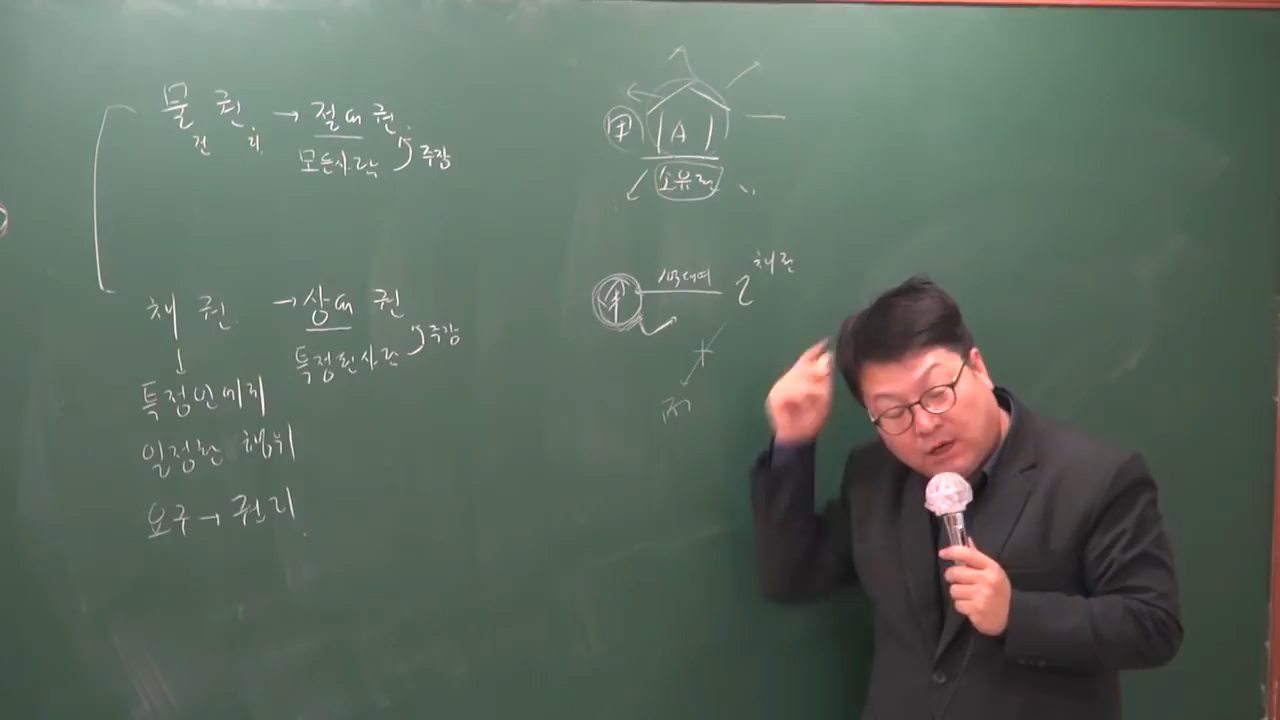 물권 → 절대권
건 리
모든사람 주장
채권 → 상대권
특정된사람 주장
↓
특정인에게
일정한 행위
요구 → 권리
甲 A
소유권
甲 1억대여 乙 채권
丙